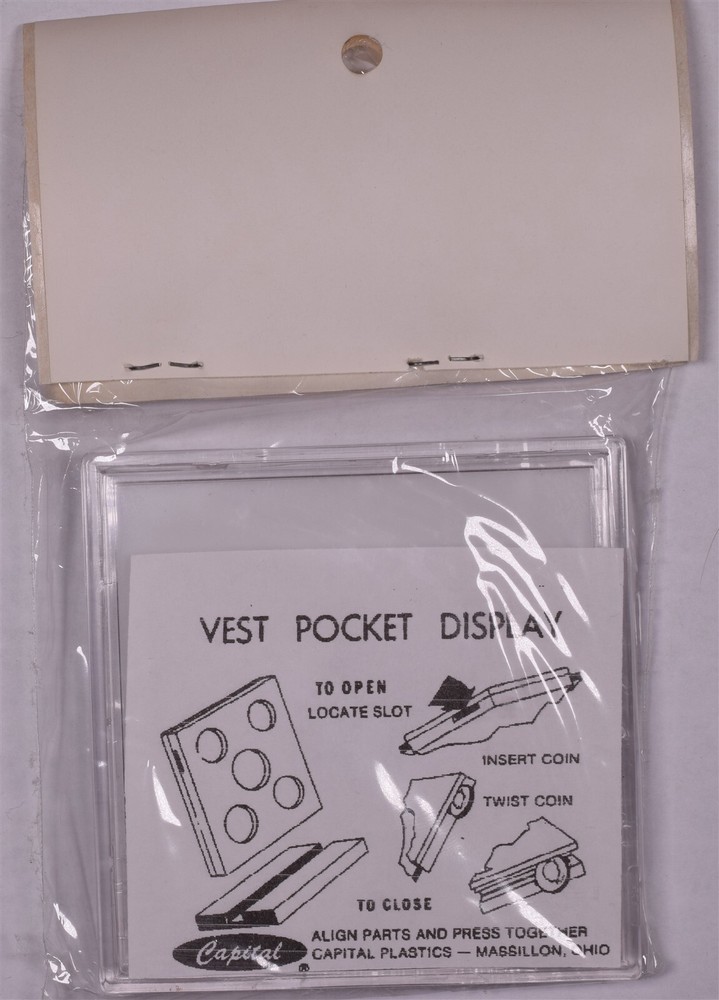 VEST POCKET DISPLAY
TO OPEN
LOCATE SLOT
INSERT COIN
TWIST COIN
TO CLOSE
ALIGN PARTS AND PRESS TOGETHER
Capital ®
CAPITAL PLASTICS — MASSILLON, OHIO